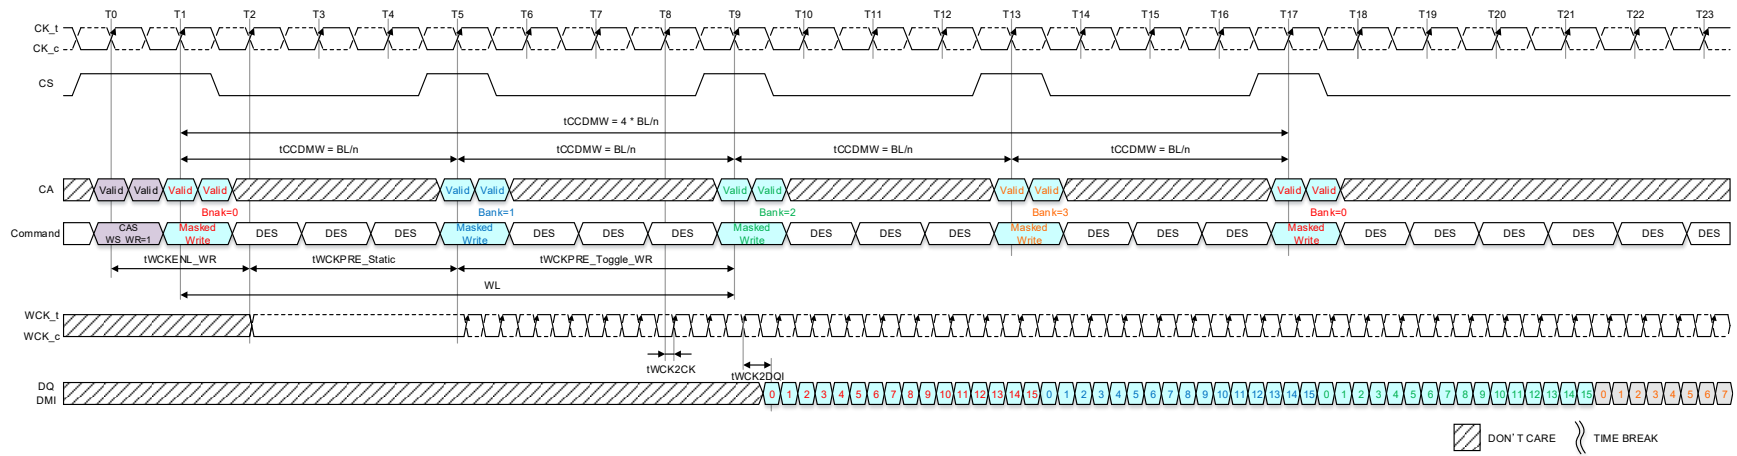 T0 T1 T2 T3 T4 T5 T6 T7 T8 T9 T10 T11 T12 T13 T14 T15 T16 T17 T18 T19 T20 T21 T22 T23
CK_t
CK_c
CS
tCCDMW = 4 * BL/n
tCCDMW = BL/n tCCDMW = BL/n tCCDMW = BL/n tCCDMW = BL/n
CA Valid Valid Valid Valid Valid Valid Valid Valid Valid Valid Valid Valid
Bnak=0 Bank=1 Bank=2 Bank=3 Bank=0
Command CAS WS_WR=1 Masked Write DES DES DES Masked Write DES DES DES Masked Write DES DES DES Masked Write DES DES DES Masked Write DES DES DES DES DES DES
tWCKENL_WR tWCKPRE_Static tWCKPRE_Toggle_WR
WL
WCK_t
WCK_c
tWCK2CK tWCK2DQI
DQ
DMI
0 1 2 3 4 5 6 7 8 9 10 11 12 13 14 15 0 1 2 3 4 5 6 7 8 9 10 11 12 13 14 15 0 1 2 3 4 5 6 7 8 9 10 11 12 13 14 15 0 1 2 3 4 5 6 7
DON'T CARE TIME BREAK